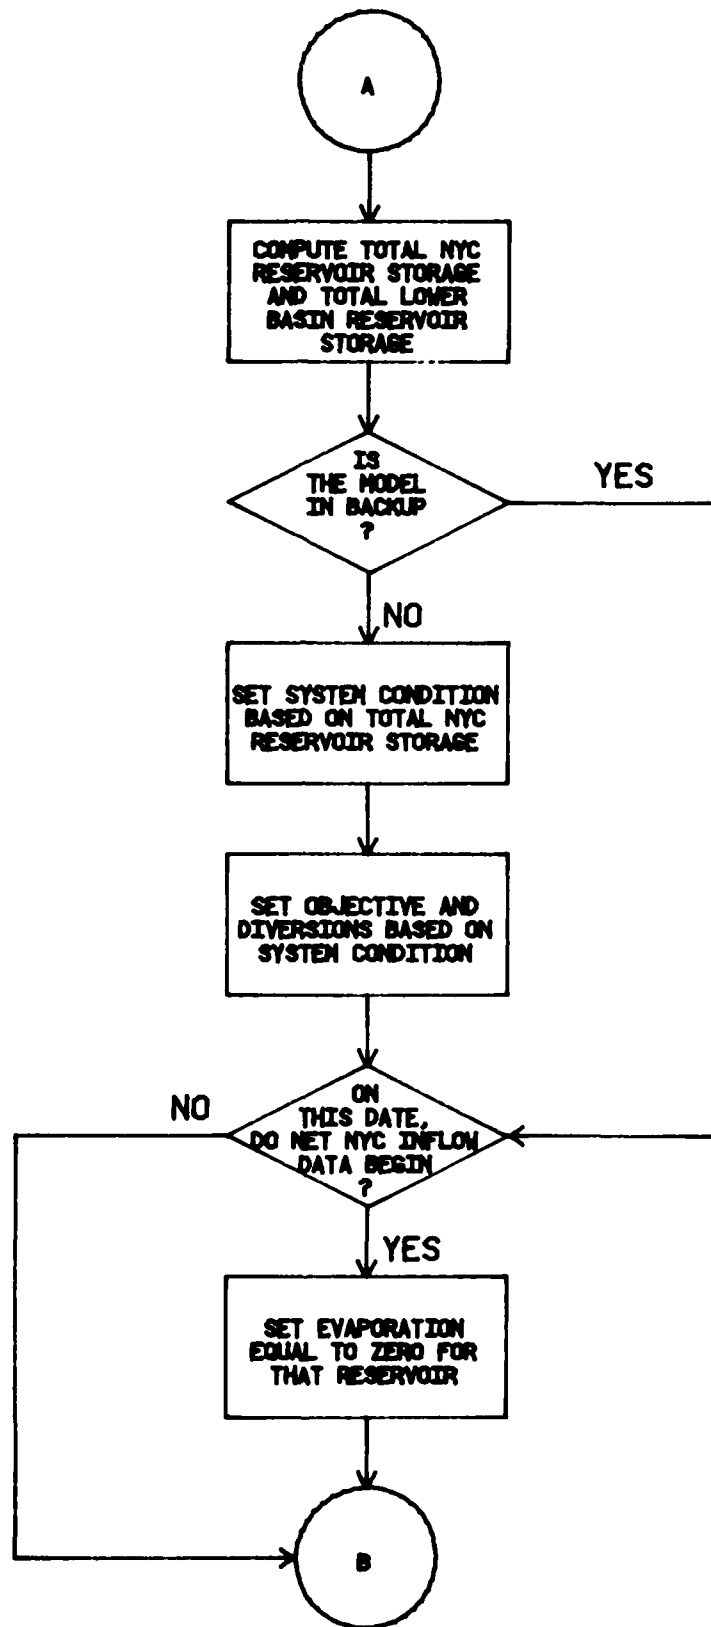 A
COMPUTE TOTAL NYC
RESERVOIR STORAGE
AND TOTAL LOWER
BASIN RESERVOIR
STORAGE
IS
THE MODEL
IN BACKUP
?
YES
NO
SET SYSTEM CONDITION
BASED ON TOTAL NYC
RESERVOIR STORAGE
SET OBJECTIVE AND
DIVERSIONS BASED ON
SYSTEM CONDITION
ON
THIS DATE,
DO NET NYC INFLOW
DATA BEGIN
?
NO
YES
SET EVAPORATION
EQUAL TO ZERO FOR
THAT RESERVOIR
B